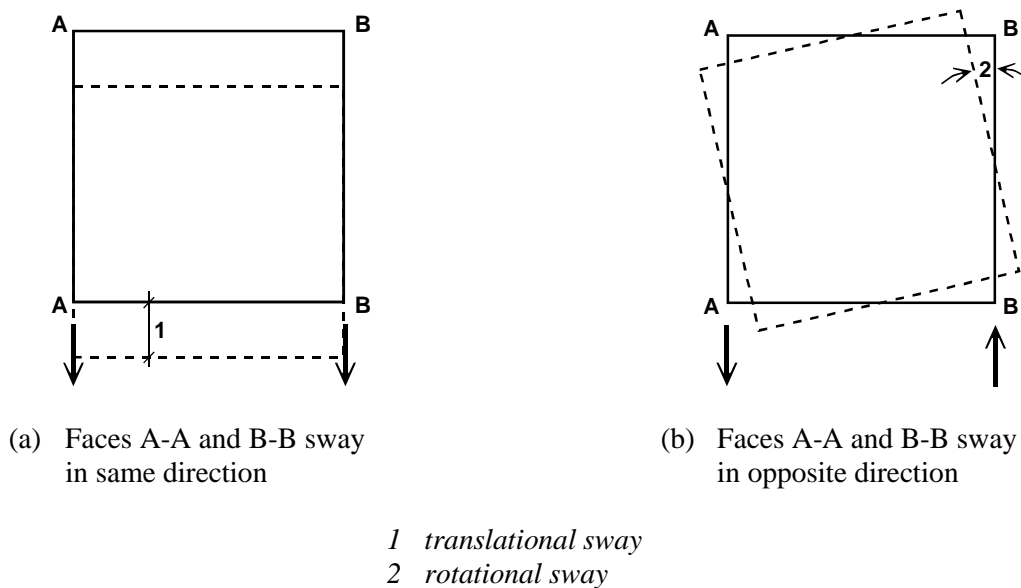 A B
A B
1
(a) Faces A-A and B-B sway
in same direction
A B
2
A B
(b) Faces A-A and B-B sway
in opposite direction
1 translational sway
2 rotational sway